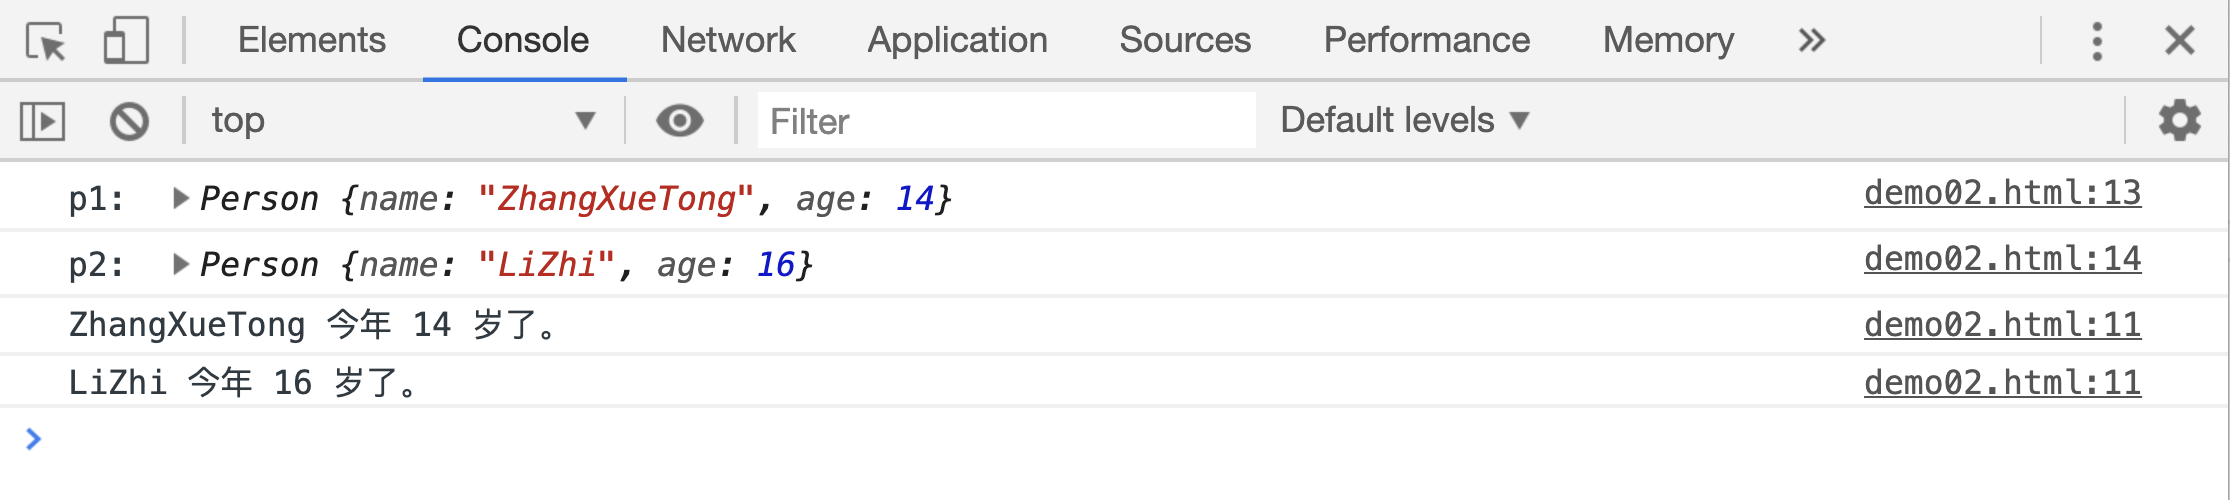 Elements Console Network Application Sources Performance Memory
top Filter Default levels
p1: Person {name: "ZhangXueTong", age: 14} demo02.html:13
p2: Person {name: "LiZhi", age: 16} demo02.html:14
ZhangXueTong 今年 14 岁了。 demo02.html:11
LiZhi 今年 16 岁了。 demo02.html:11